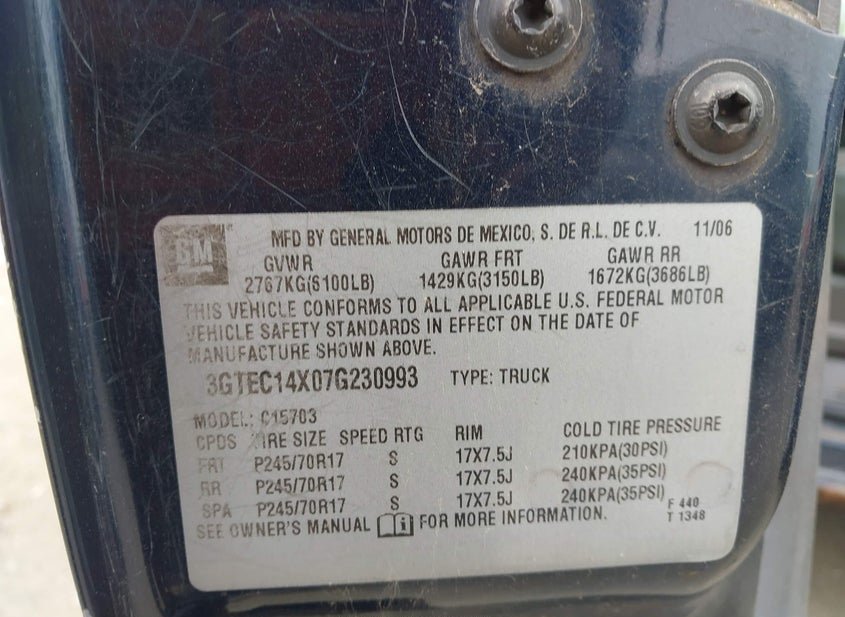 GM
MFD BY GENERAL MOTORS DE MEXICO, S. DE R.L. DE C.V. 11/06
GVWR GAWR FRT GAWR RR
2767KG(6100LB) 1429KG(3150LB) 1672KG(3686LB)
THIS VEHICLE CONFORMS TO ALL APPLICABLE U.S. FEDERAL MOTOR
VEHICLE SAFETY STANDARDS IN EFFECT ON THE DATE OF
MANUFACTURE SHOWN ABOVE.
3GTEC14X07G230993 TYPE: TRUCK
MODEL: C15703
CPDS TIRE SIZE SPEED RTG RIM COLD TIRE PRESSURE
FRT P245/70R17 S 17X7.5J 210KPA(30PSI)
RR P245/70R17 S 17X7.5J 240KPA(35PSI)
SPA P245/70R17 S 17X7.5J 240KPA(35PSI)
SEE OWNER'S MANUAL FOR MORE INFORMATION.
F 440
T 1348